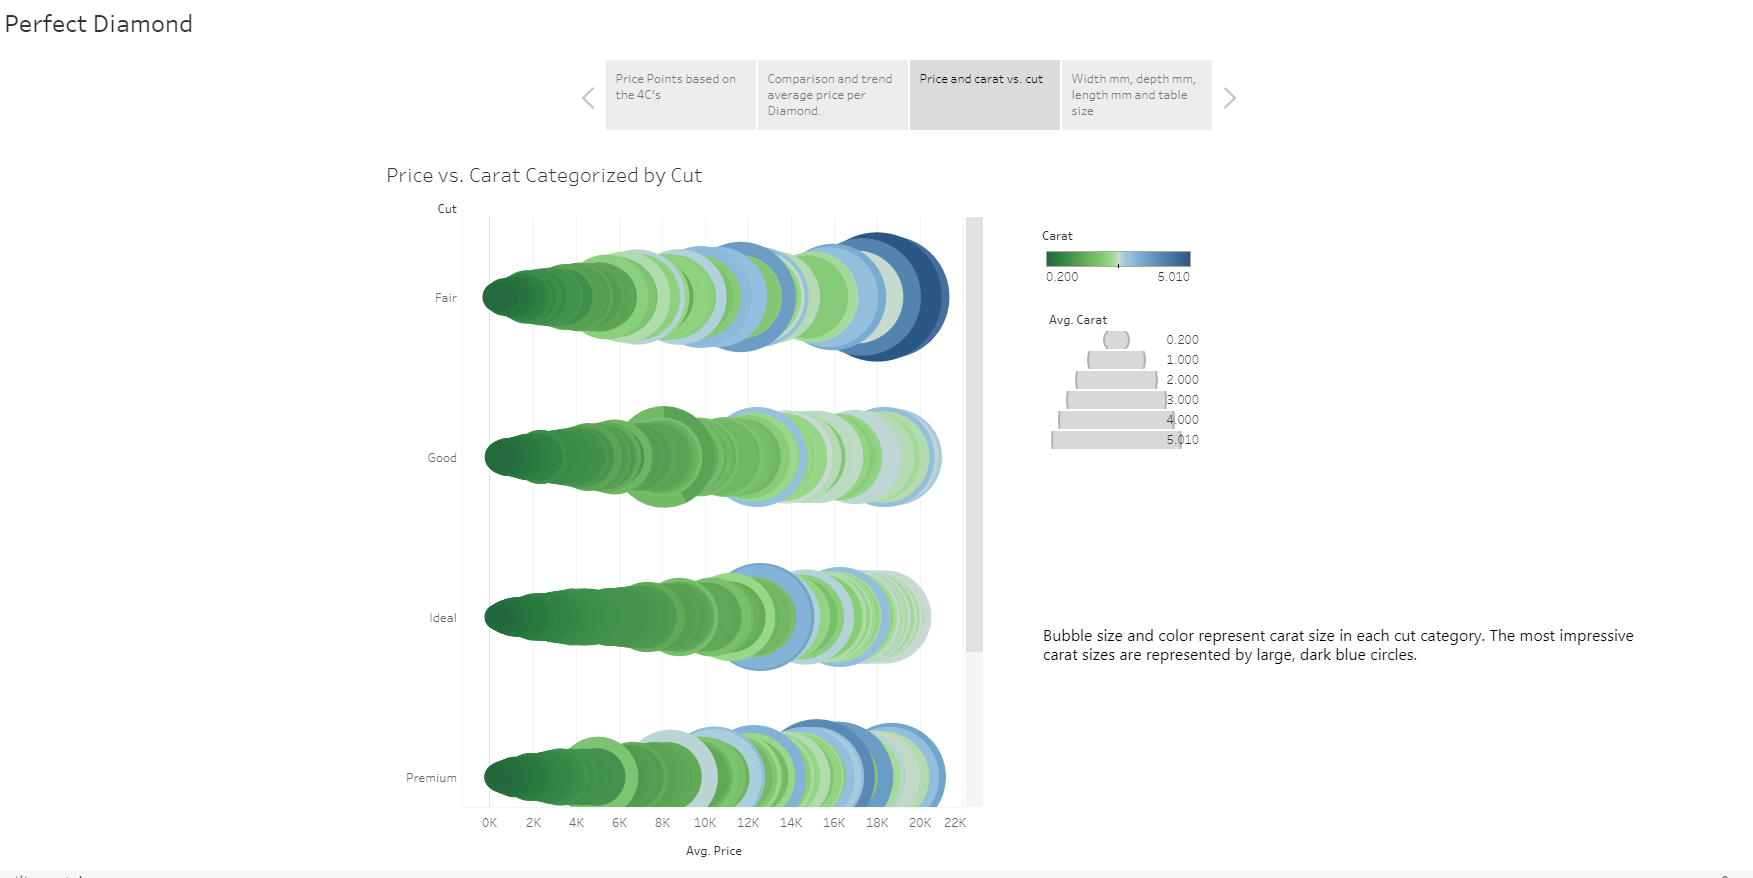 Perfect Diamond
Price Points based on
the 4C's
Comparison and trend
average price per
Diamond.
Price and carat vs. cut
Width mm, depth mm,
length mm and table
size
Price vs. Carat Categorized by Cut
Cut
Fair
Good
Ideal
Premium
0K 2K 4K 6K 8K 10K 12K 14K 16K 18K 20K 22K
Avg. Price
Carat
0.200 5.010
Avg. Carat
0.200
1.000
2.000
3.000
4.000
5.010
Bubble size and color represent carat size in each cut category. The most impressive
carat sizes are represented by large, dark blue circles.